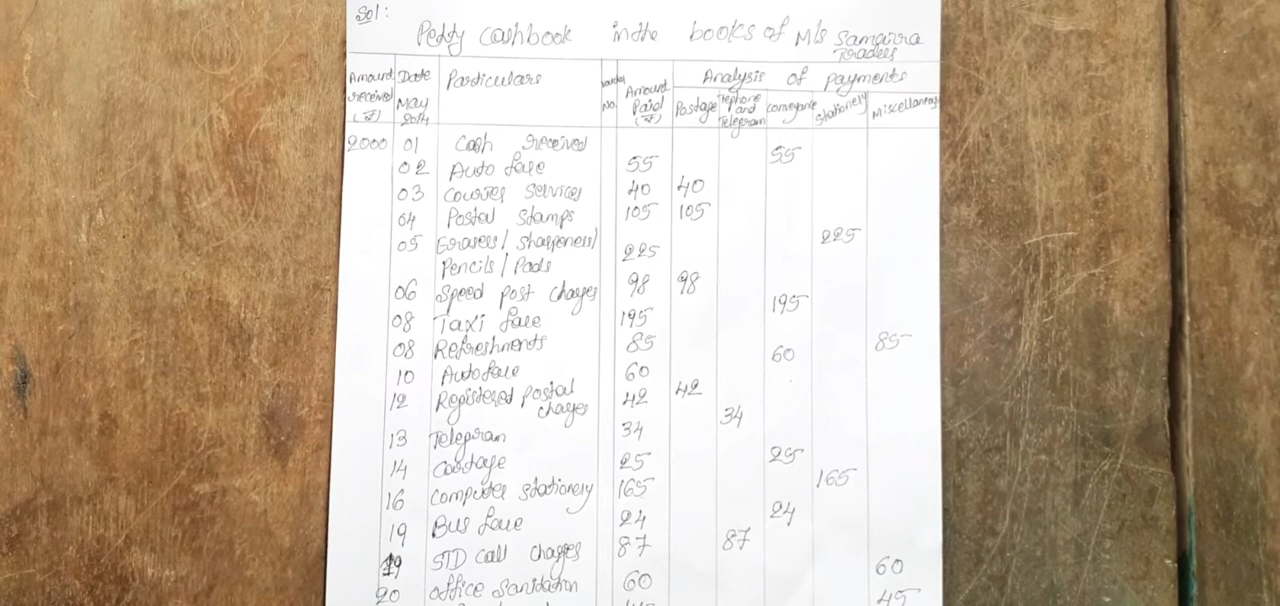 Sol:
Petty cashbook in the books of M/s Samaira Traders
Amount received (₹) Date May 2014 Particulars Voucher No. Amount Paid (₹) Analysis of payments
Postage Tephone and Telegram Conveyance Stationery Miscellaneous
2000 01 Cash received
02 Auto fare 55 55
03 Courier services 40 40
04 Postal stamps 105 105
05 Erasers/Sharpeners/ 225 225
Pencils/Pads
06 Speed post charges 98 98
08 Taxi fare 195 195
08 Refreshments 85 85
10 Auto fare 60 60
12 Registered postal 42 42
charges
13 Telegram 34 34
14 Cartage 25 25
16 Computer stationery 165 165
19 Bus fare 24 24
19 STD call charges 87 87
20 Office sanitation 60 60
45